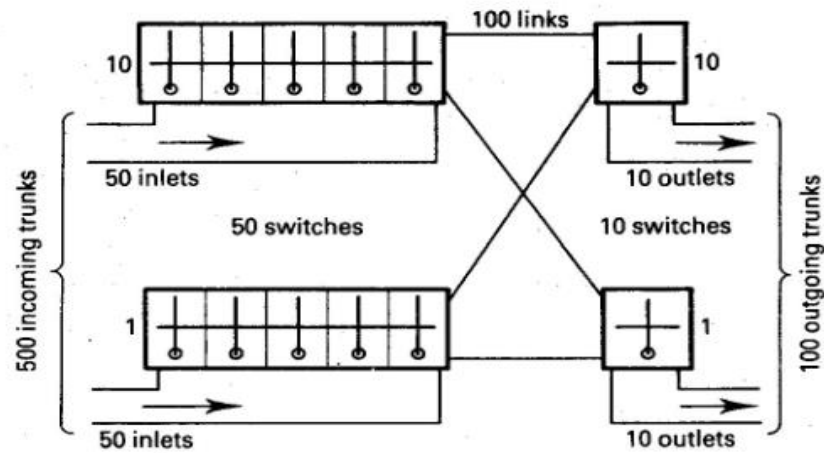 100 links
10
10
50 inlets
10 outlets
500 incoming trunks
50 switches
10 switches
100 outgoing trunks
1
1
50 inlets
10 outlets